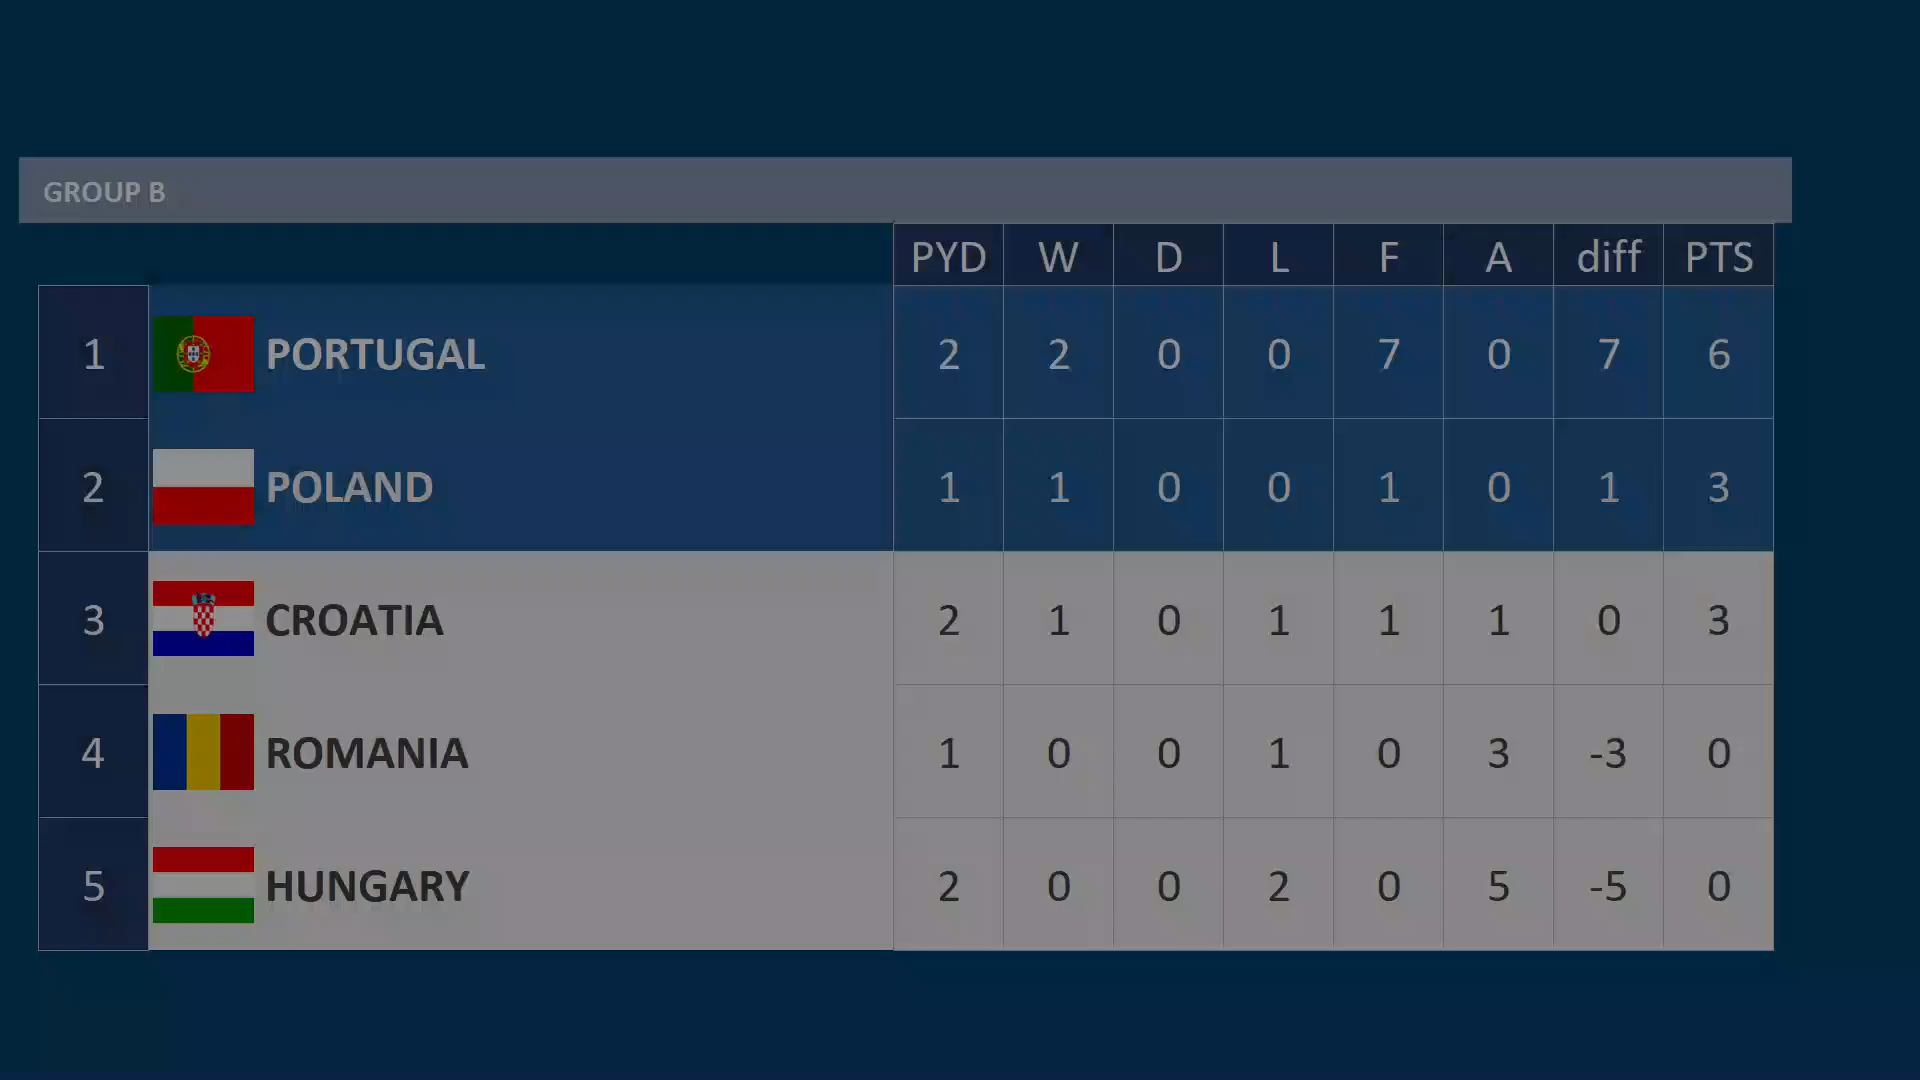 GROUP B
PYD W D L F A diff PTS
1 PORTUGAL 2 2 0 0 7 0 7 6
2 POLAND 1 1 0 0 1 0 1 3
3 CROATIA 2 1 0 1 1 1 0 3
4 ROMANIA 1 0 0 1 0 3 -3 0
5 HUNGARY 2 0 0 2 0 5 -5 0